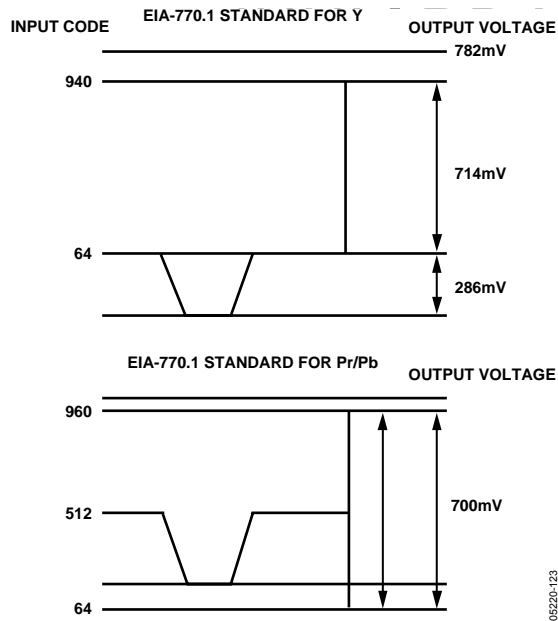 EIA-770.1 STANDARD FOR Y
INPUT CODE
OUTPUT VOLTAGE
782mV
940
714mV
64
286mV
EIA-770.1 STANDARD FOR Pr/Pb
OUTPUT VOLTAGE
960
512
700mV
64
05220-123